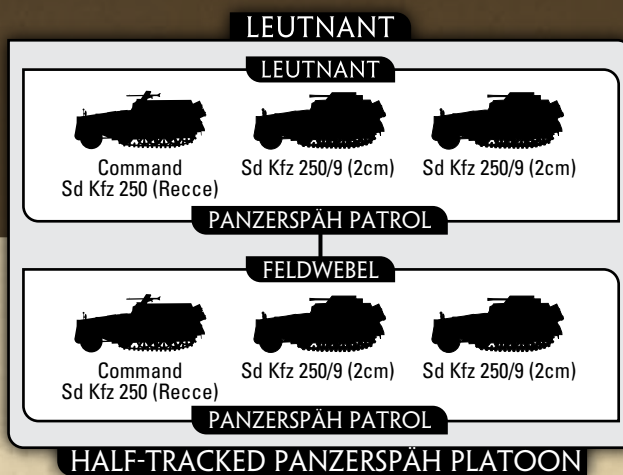 LEUTNANT
LEUTNANT
Command
Sd Kfz 250 (Recce)
Sd Kfz 250/9 (2cm)
Sd Kfz 250/9 (2cm)
PANZERSPÄH PATROL
FELDWEBEL
Command
Sd Kfz 250 (Recce)
Sd Kfz 250/9 (2cm)
Sd Kfz 250/9 (2cm)
PANZERSPÄH PATROL
HALF-TRACKED PANZERSPÄH PLATOON